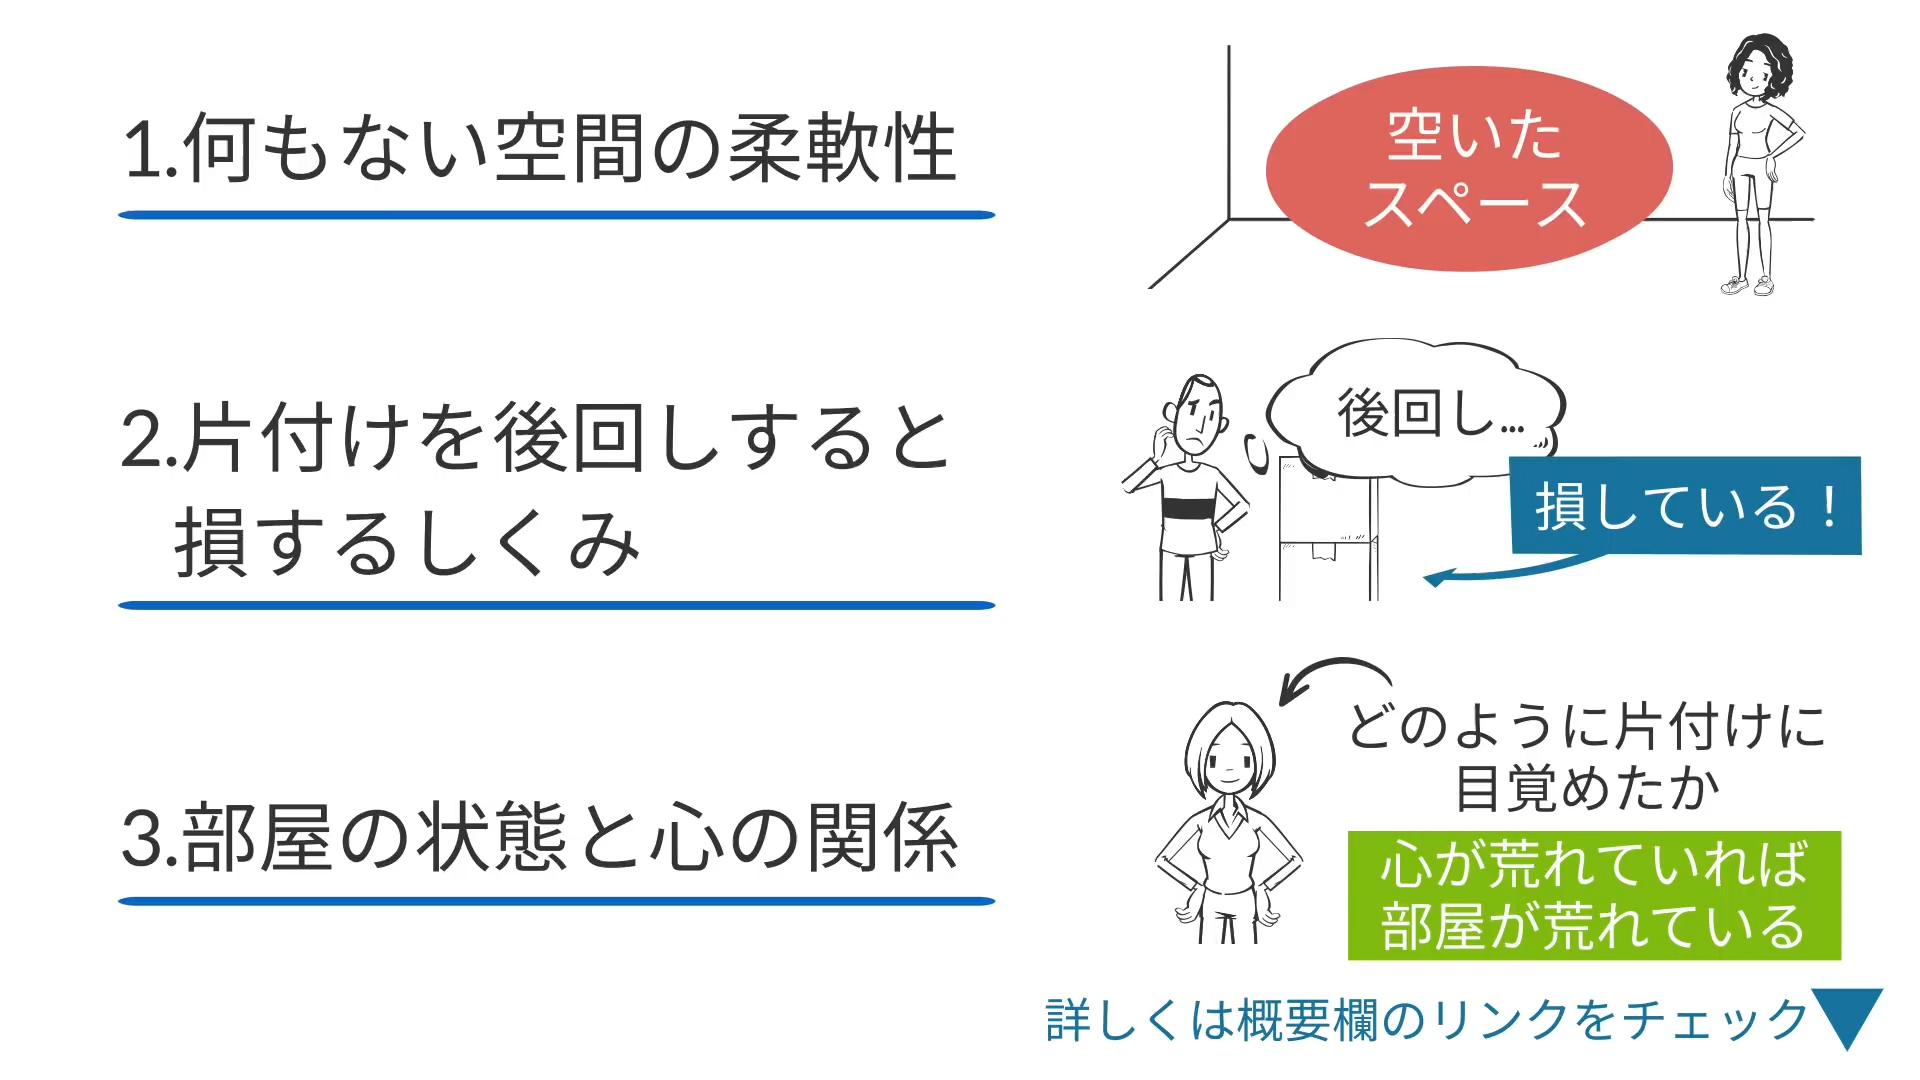 1.何もない空間の柔軟性
空いた
スペース
2.片付けを後回しすると
損するしくみ
後回し...
損している！
3.部屋の状態と心の関係
どのように片付けに
目覚めたか
心が荒れていれば
部屋が荒れている
詳しくは概要欄のリンクをチェック